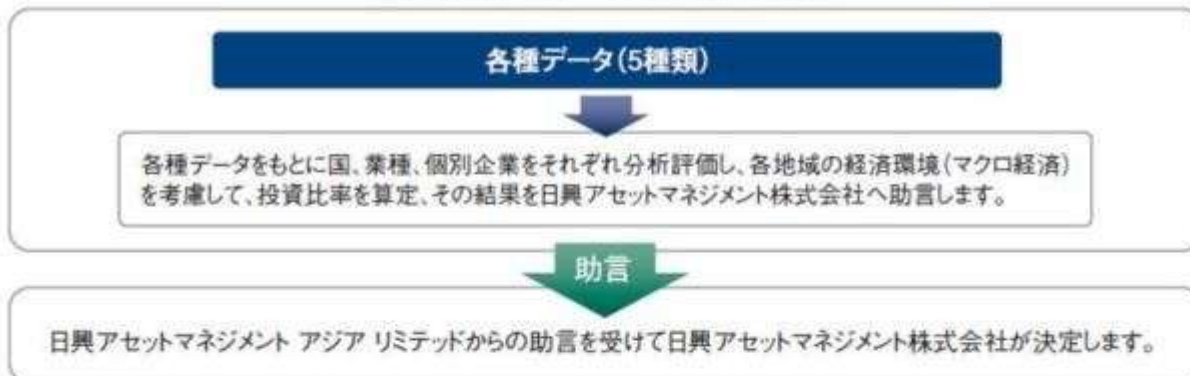 各種データ(5種類)
各種データをもとに国、業種、個別企業をそれぞれ分析評価し、各地域の経済環境(マクロ経済)
を考慮して、投資比率を算定、その結果を日興アセットマネジメント株式会社へ助言します。
助言
日興アセットマネジメント アジア リミテッドからの助言を受けて日興アセットマネジメント株式会社が決定します。